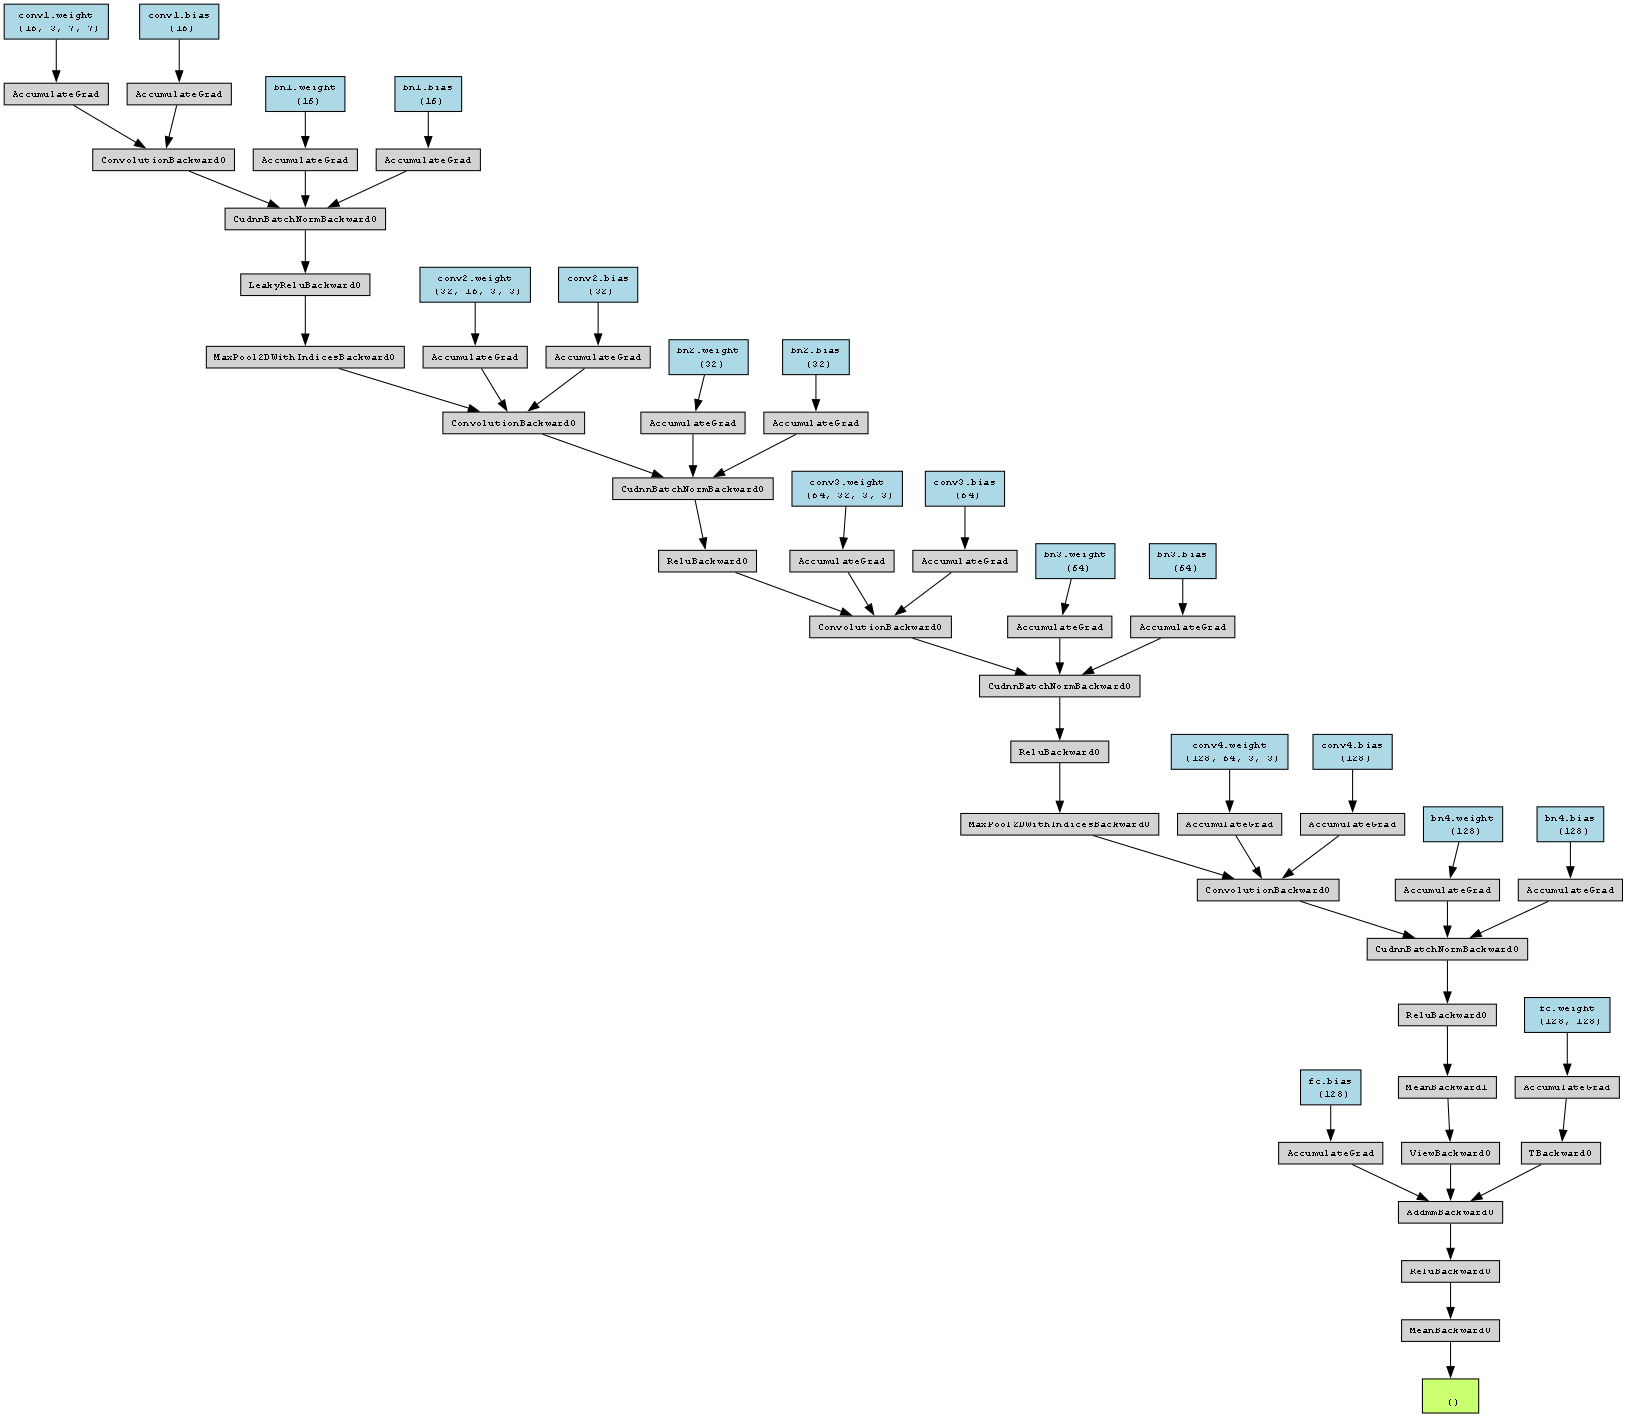 conv1.weight
(16, 3, 7, 7)
conv1.bias
(16)
AccumulateGrad
AccumulateGrad
bn1.weight
(16)
bn1.bias
(16)
ConvolutionBackward0
AccumulateGrad
AccumulateGrad
CudnnBatchNormBackward0
LeakyReluBackward0
conv2.weight
(32, 16, 3, 3)
conv2.bias
(32)
MaxPool2DWithIndicesBackward0
AccumulateGrad
AccumulateGrad
bn2.weight
(32)
bn2.bias
(32)
ConvolutionBackward0
AccumulateGrad
AccumulateGrad
CudnnBatchNormBackward0
conv3.weight
(64, 32, 3, 3)
conv3.bias
(64)
ReluBackward0
AccumulateGrad
AccumulateGrad
bn3.weight
(64)
bn3.bias
(64)
ConvolutionBackward0
AccumulateGrad
AccumulateGrad
CudnnBatchNormBackward0
ReluBackward0
conv4.weight
(128, 64, 3, 3)
conv4.bias
(128)
MaxPool2DWithIndicesBackward0
AccumulateGrad
AccumulateGrad
bn4.weight
(128)
bn4.bias
(128)
ConvolutionBackward0
AccumulateGrad
AccumulateGrad
CudnnBatchNormBackward0
ReluBackward0
fc.weight
(128, 128)
fc.bias
(128)
MeanBackward1
AccumulateGrad
AccumulateGrad
ViewBackward0
TBackward0
AddmmBackward0
ReluBackward0
MeanBackward0
()